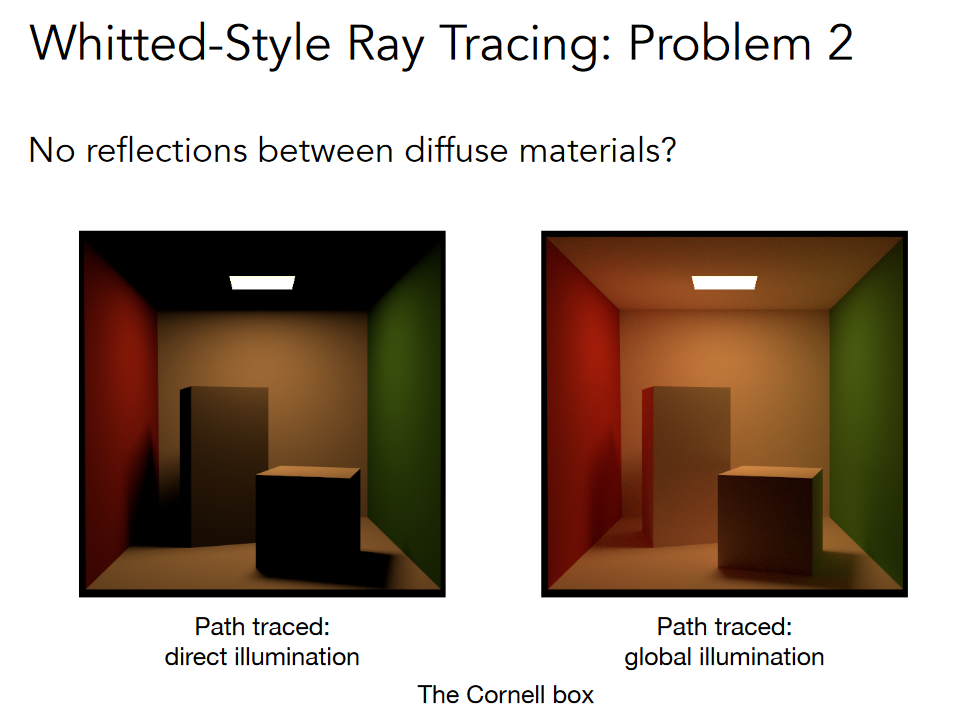 Whitted-Style Ray Tracing: Problem 2
No reflections between diffuse materials?
Path traced:
direct illumination
Path traced:
global illumination
The Cornell box